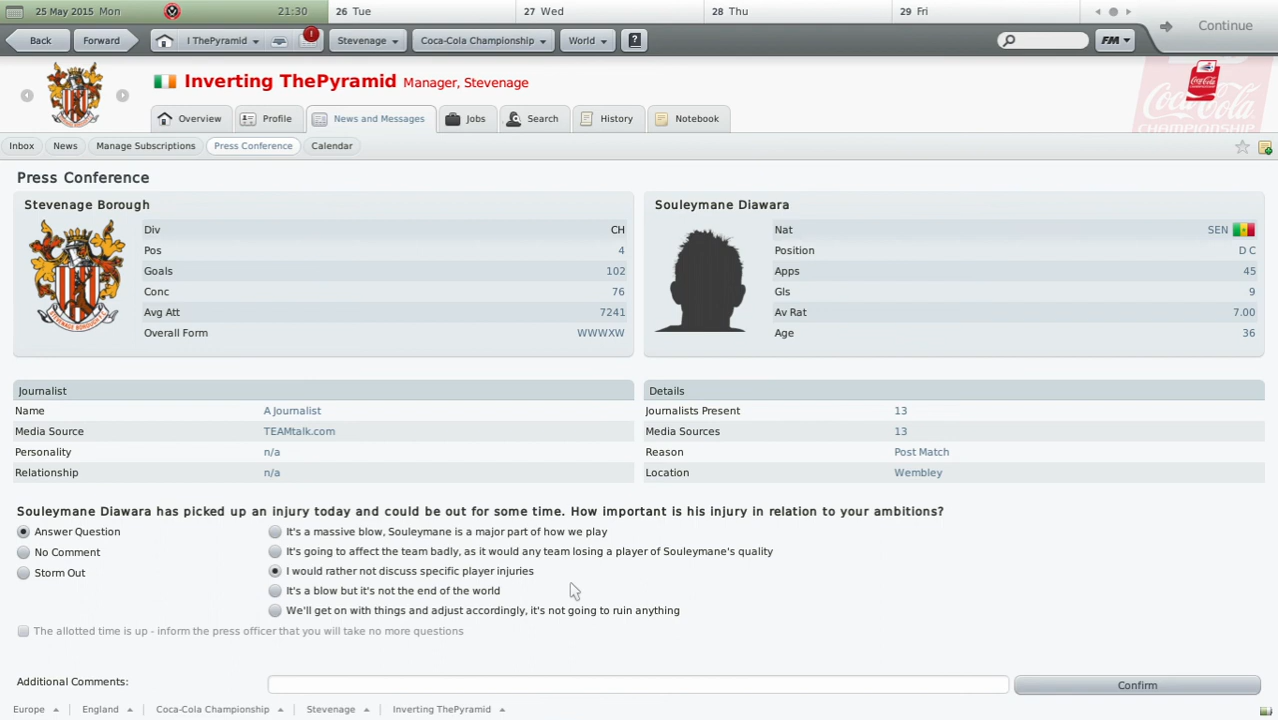 25 May 2015 Mon 21:30 26 Tue 27 Wed 28 Thu 29 Fri Continue
Back Forward I ThePyramid ! Stevenage Coca-Cola Championship World ? FM
Inverting ThePyramid Manager, Stevenage
Coca-Cola
CHAMPIONSHIP
Overview Profile News and Messages Jobs Search History Notebook
Inbox News Manage Subscriptions Press Conference Calendar
Press Conference
Stevenage Borough
Div CH
Pos 4
Goals 102
Conc 76
Avg Att 7241
Overall Form WWWXW
STEVENAGE BOROUGH F.C.
Souleymane Diawara
Nat SEN
Position D C
Apps 45
Gls 9
Av Rat 7.00
Age 36
Journalist
Name A Journalist
Media Source TEAMtalk.com
Personality n/a
Relationship n/a
Details
Journalists Present 13
Media Sources 13
Reason Post Match
Location Wembley
Souleymane Diawara has picked up an injury today and could be out for some time. How important is his injury in relation to your ambitions?
Answer Question
No Comment
Storm Out
It's a massive blow, Souleymane is a major part of how we play
It's going to affect the team badly, as it would any team losing a player of Souleymane's quality
I would rather not discuss specific player injuries
It's a blow but it's not the end of the world
We'll get on with things and adjust accordingly, it's not going to ruin anything
The allotted time is up - inform the press officer that you will take no more questions
Additional Comments: Confirm
Europe England Coca-Cola Championship Stevenage Inverting ThePyramid